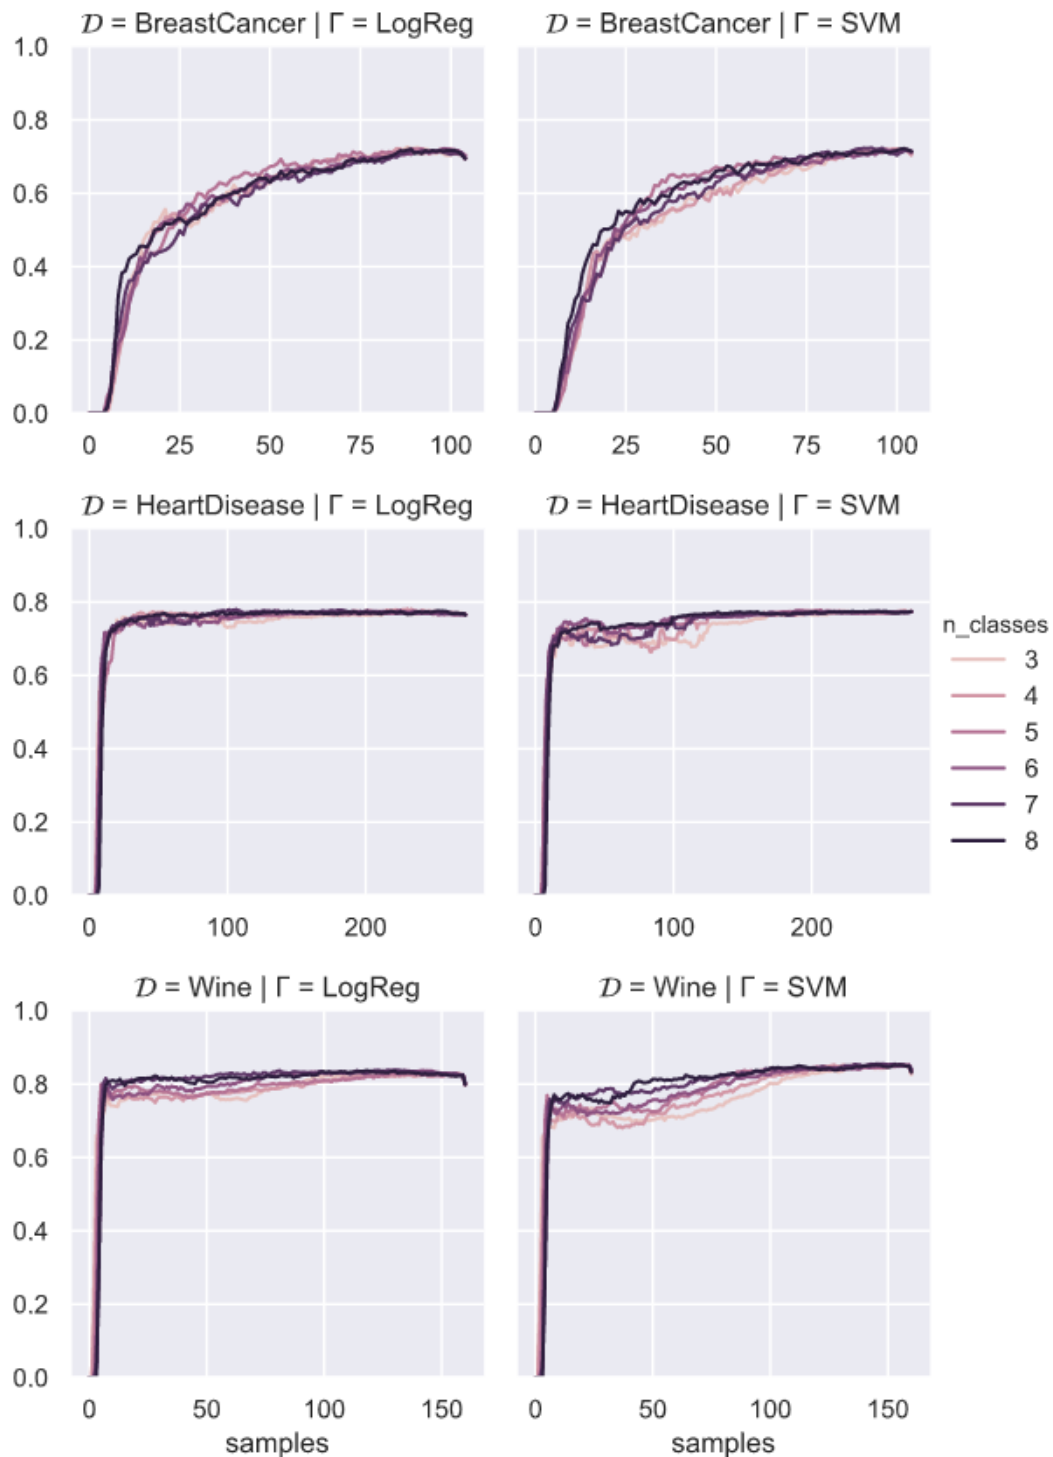 𝒟 = BreastCancer | Γ = LogReg
𝒟 = BreastCancer | Γ = SVM
1.0
0.8
0.6
0.4
0.2
0.0
0 25 50 75 100
0 25 50 75 100
𝒟 = HeartDisease | Γ = LogReg
𝒟 = HeartDisease | Γ = SVM
1.0
0.8
0.6
0.4
0.2
0.0
0 100 200
0 100 200
n_classes
3
4
5
6
7
8
𝒟 = Wine | Γ = LogReg
𝒟 = Wine | Γ = SVM
1.0
0.8
0.6
0.4
0.2
0.0
0 50 100 150
0 50 100 150
samples
samples